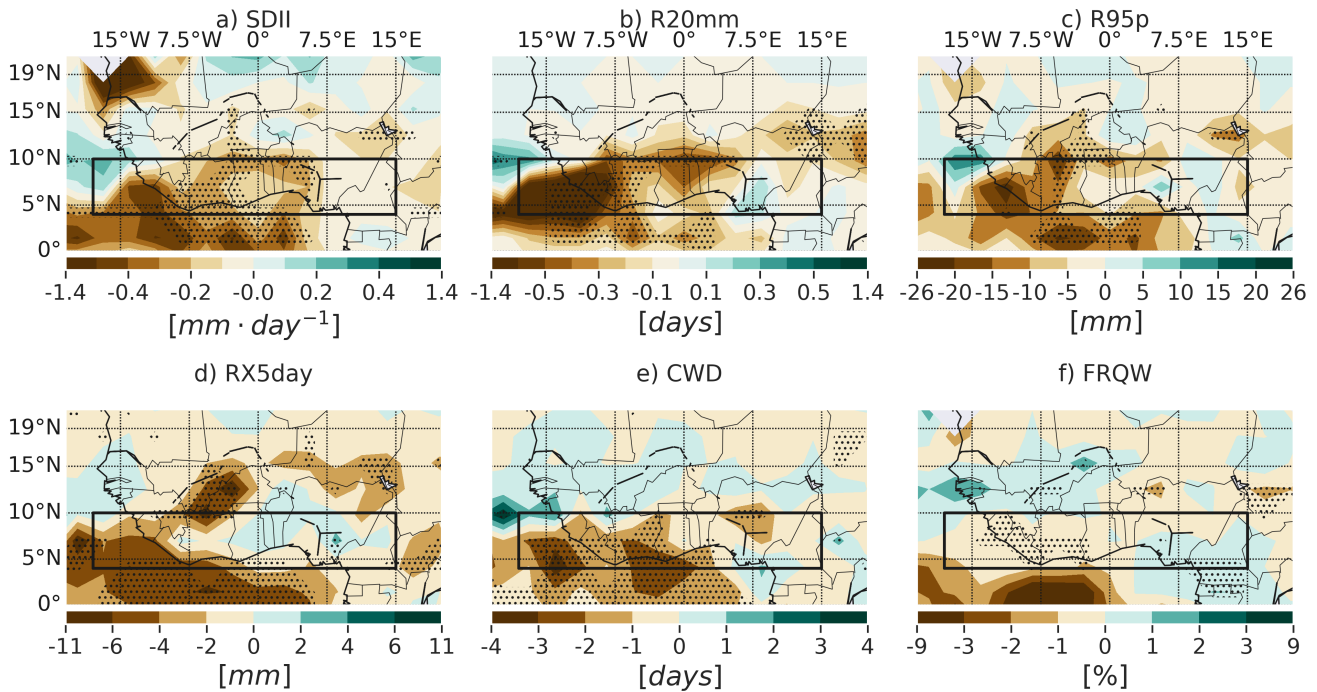 a) SDII b) R20mm c) R95p
15°W 7.5°W 0° 7.5°E 15°E 15°W 7.5°W 0° 7.5°E 15°E 15°W 7.5°W 0° 7.5°E 15°E
19°N
15°N
10°N
5°N
0°
-1.4 -0.4 -0.0 0.2 0.4 1.4 -1.4 -0.5 -0.3 -0.1 0.1 0.2 0.5 1.4 -26 -20 -15 -10 -5 0 5 10 15 20 26
[mm · day⁻¹] [days] [mm]
d) RX5day e) CWD f) FRQW
19°N
15°N
10°N
5°N
0°
-11 -6 -4 -2 0 2 4 6 11 -4 -3 -2 -1 0 1 2 3 4 -9 -3 -2 -1 0 1 2 3 9
[mm] [days] [%]